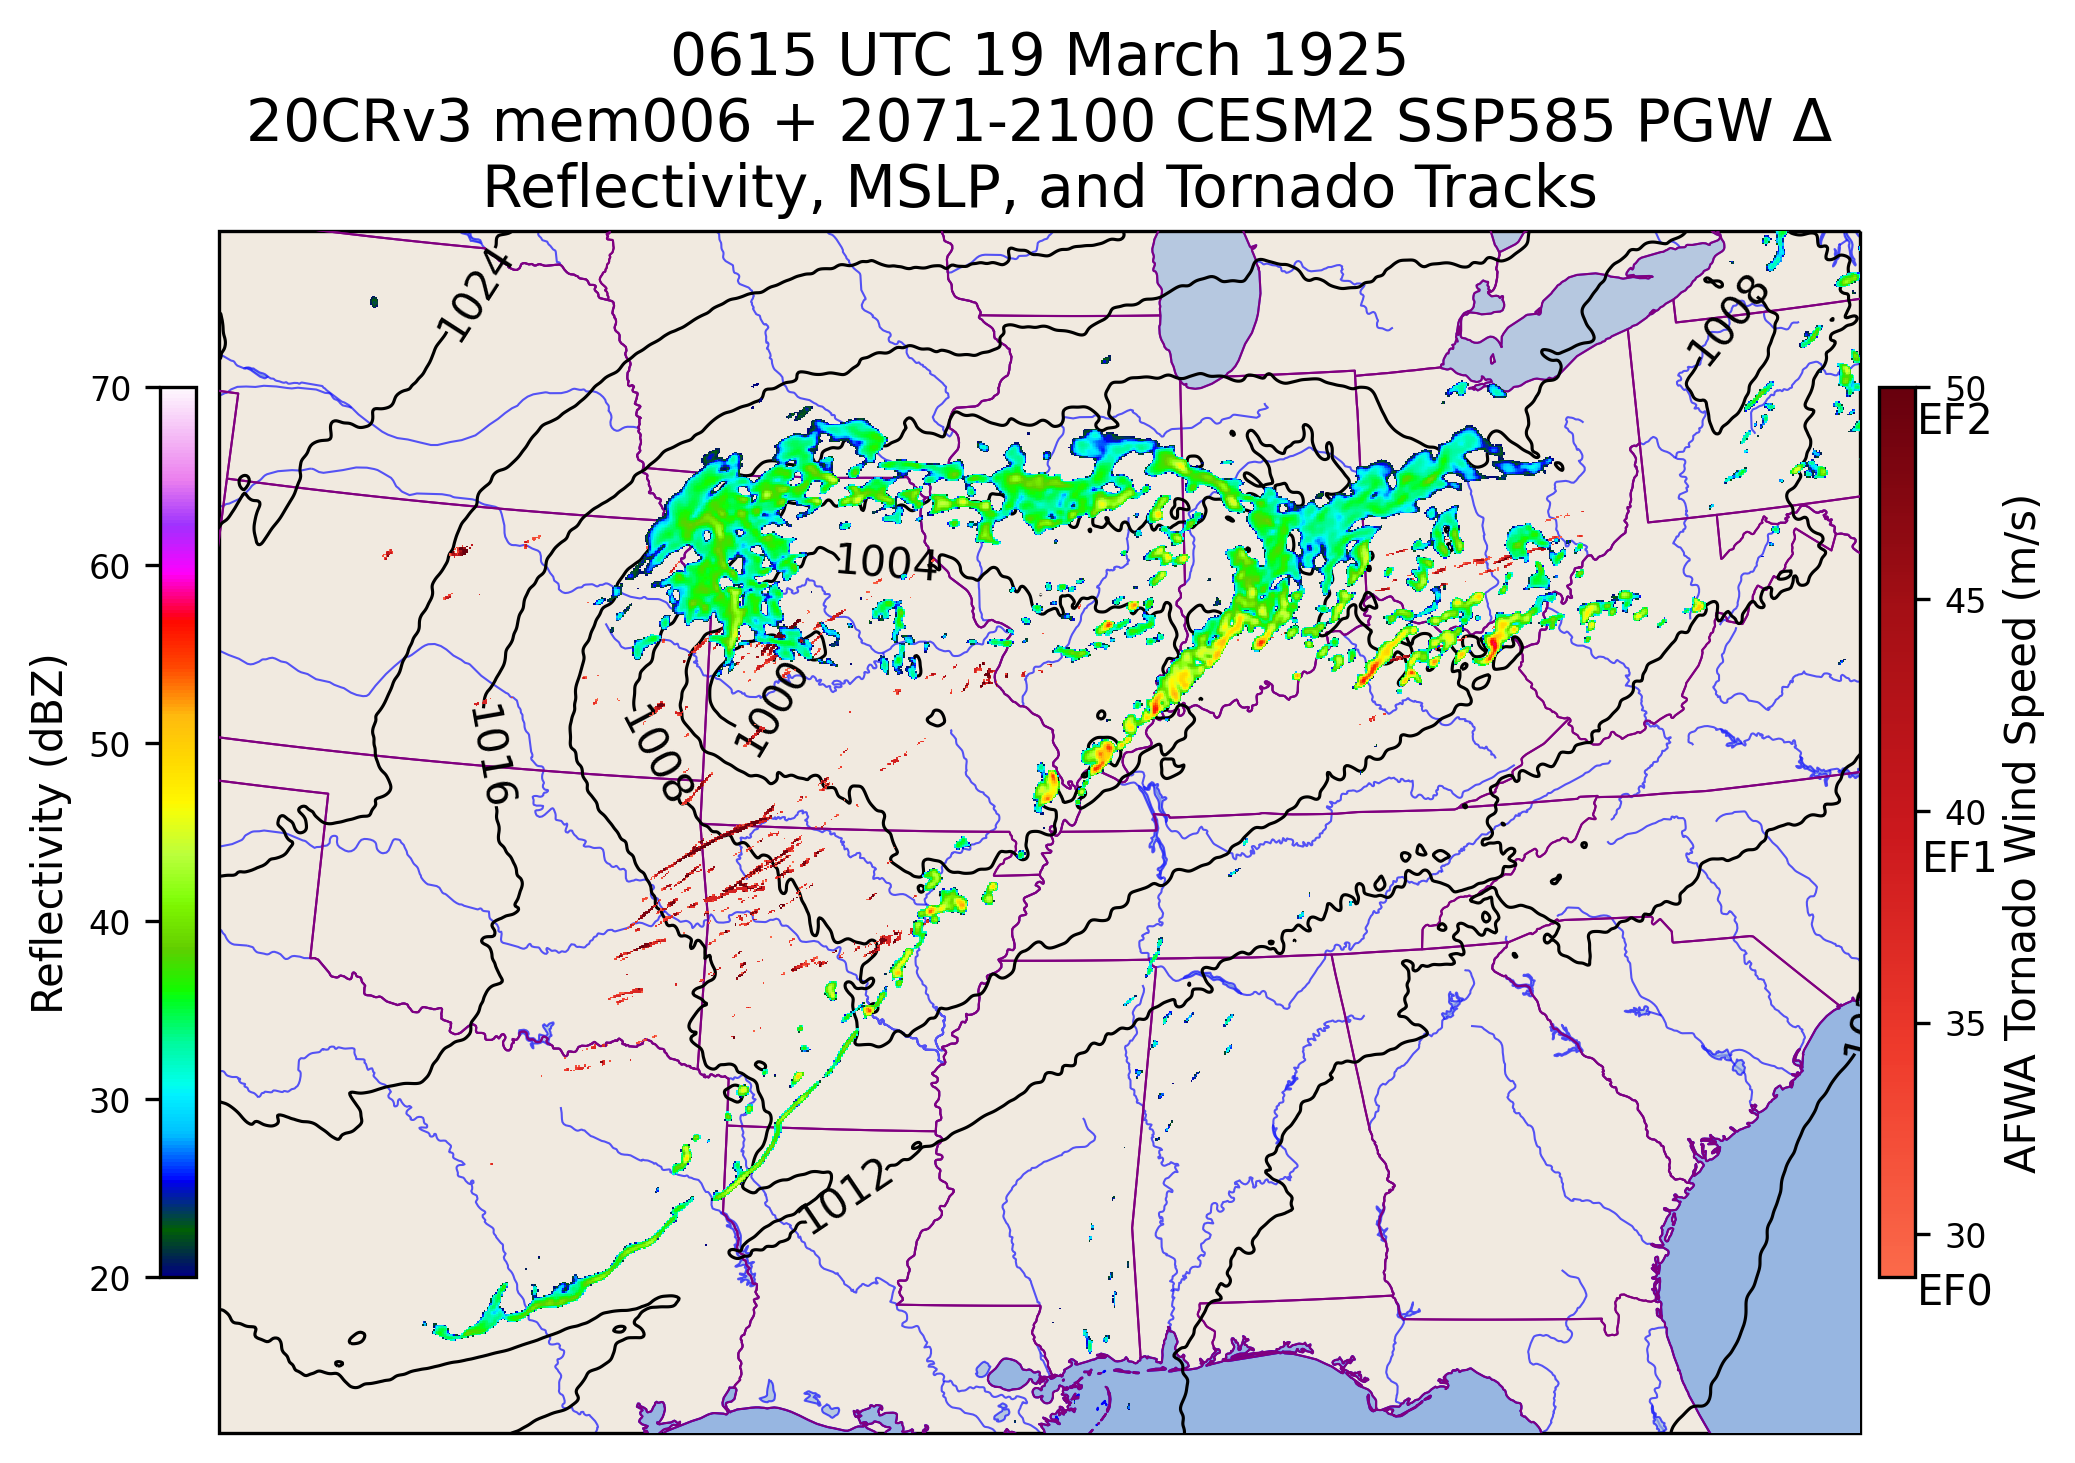 0615 UTC 19 March 1925
20CRv3 mem006 + 2071-2100 CESM2 SSP585 PGW Δ
Reflectivity, MSLP, and Tornado Tracks
Reflectivity (dBZ)
70
60
50
40
30
20
1024
1008
1004
1000
1008
1016
1012
50
EF2
45
40
EF1
35
30
EF0
AFWA Tornado Wind Speed (m/s)